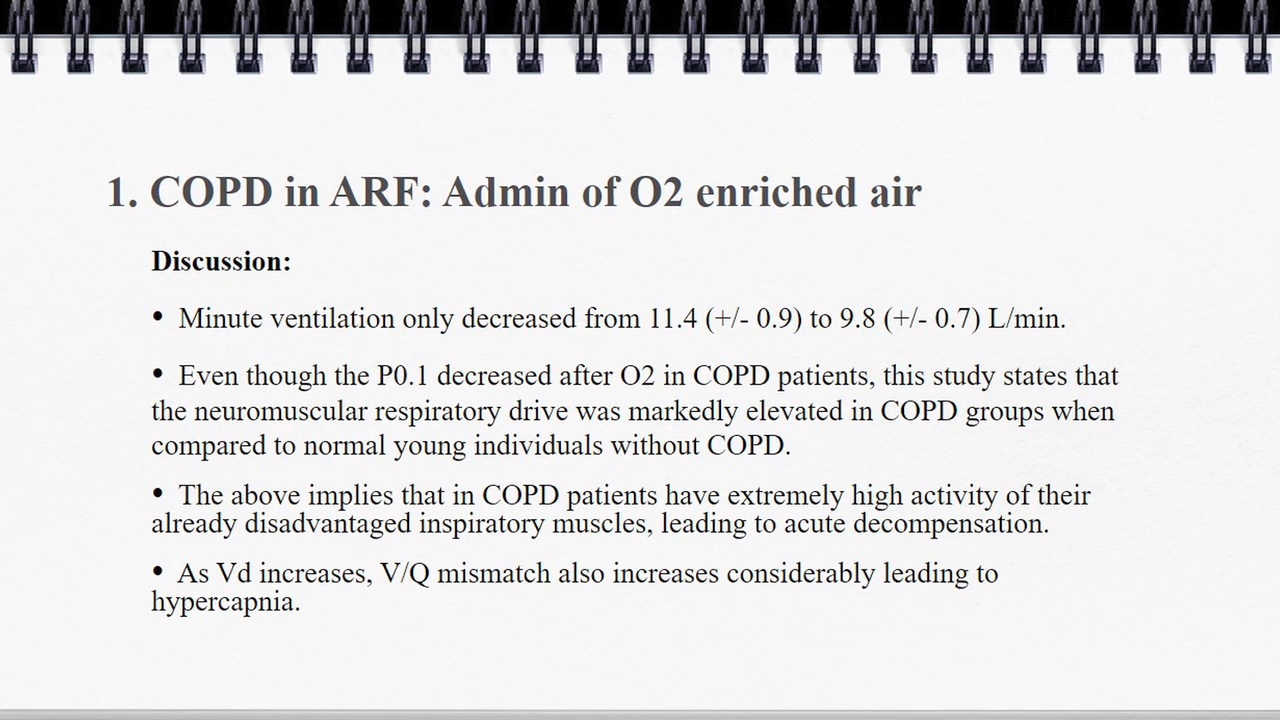 1. COPD in ARF: Admin of O2 enriched air
Discussion:
• Minute ventilation only decreased from 11.4 (+/- 0.9) to 9.8 (+/- 0.7) L/min.
• Even though the P0.1 decreased after O2 in COPD patients, this study states that
the neuromuscular respiratory drive was markedly elevated in COPD groups when
compared to normal young individuals without COPD.
• The above implies that in COPD patients have extremely high activity of their
already disadvantaged inspiratory muscles, leading to acute decompensation.
• As Vd increases, V/Q mismatch also increases considerably leading to
hypercapnia.